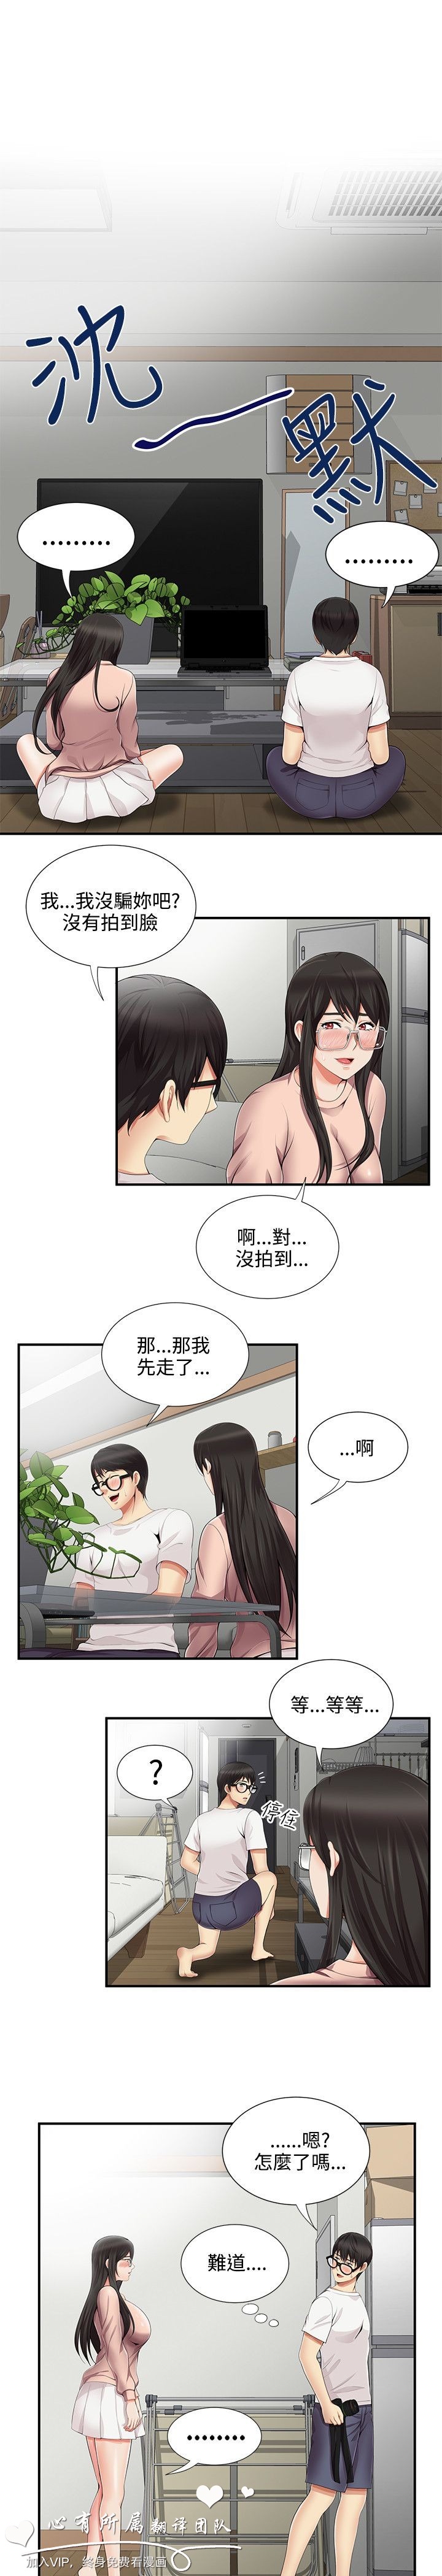 沈~默
………
………
我...我沒騙妳吧?
沒有拍到臉
啊...對...
沒拍到...
那...那我
先走了...
...啊
等...等等...
?
停住
......嗯?
怎麼了嗎...
難道....
........
心有所属翻译团队
加入VIP，终身免费看漫画